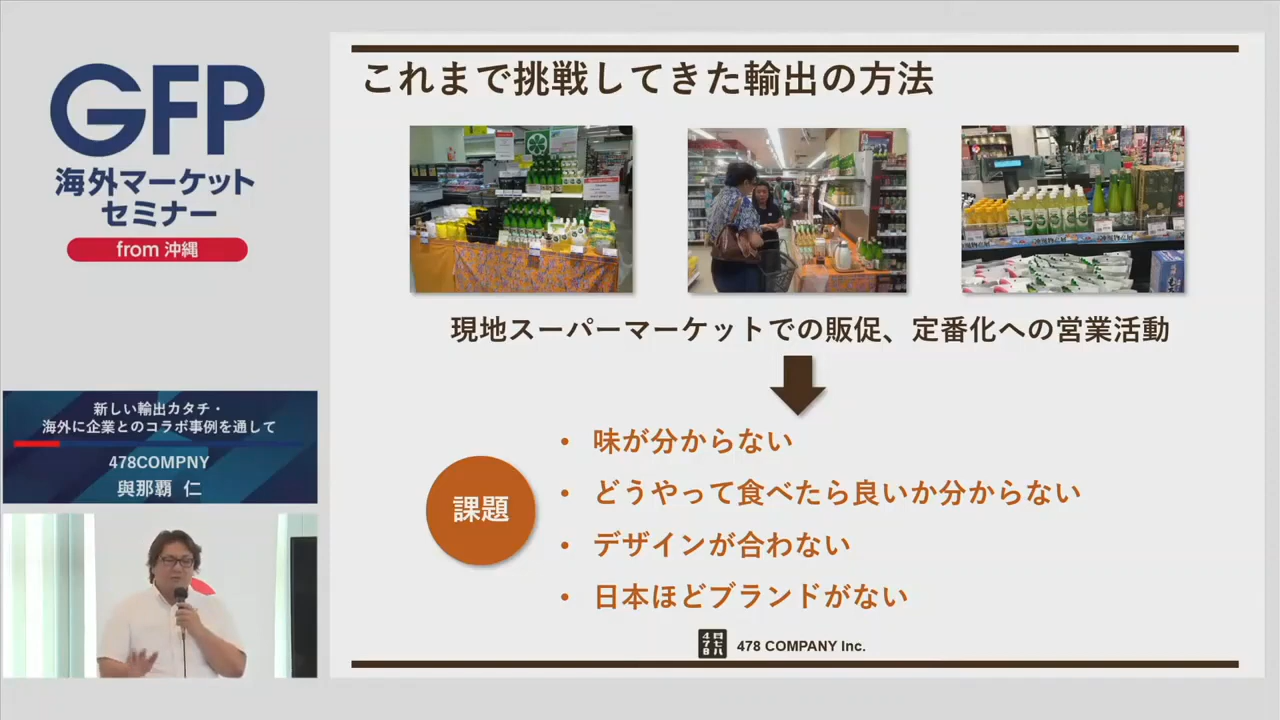 GFP
海外マーケット
セミナー
from 沖縄
新しい輸出カタチ・
海外に企業とのコラボ事例を通して
478COMPNY
與那覇 仁
これまで挑戦してきた輸出の方法
現地スーパーマーケットでの販促、定番化への営業活動
課題
• 味が分からない
• どうやって食べたら良いか分からない
• デザインが合わない
• 日本ほどブランドがない
478 COMPANY Inc.